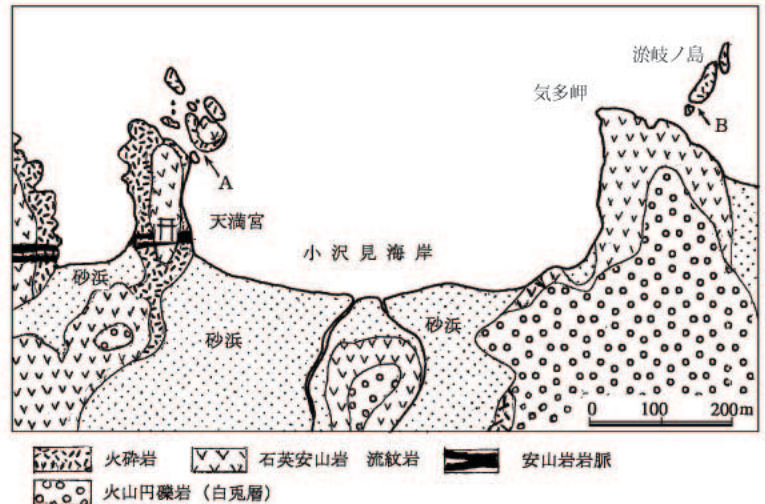 淤岐ノ島
気多岬
B
A
天満宮
小沢見海岸
砂浜
砂浜
砂浜
0 100 200m
火砕岩 石英安山岩 流紋岩 安山岩岩脈
火山円礫岩（白兎層）